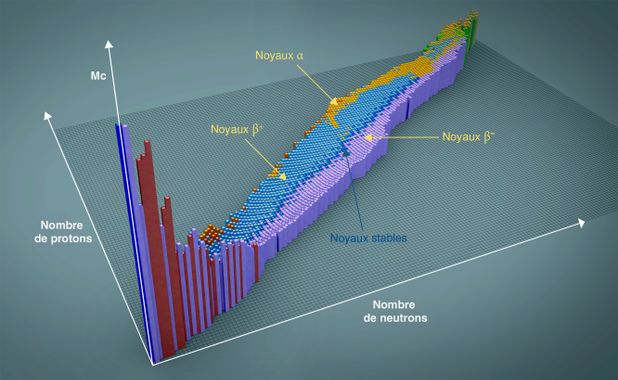 Noyaux α
Mc
Noyaux β⁺
Noyaux β⁻
Nombre
de protons
Noyaux stables
Nombre
de neutrons